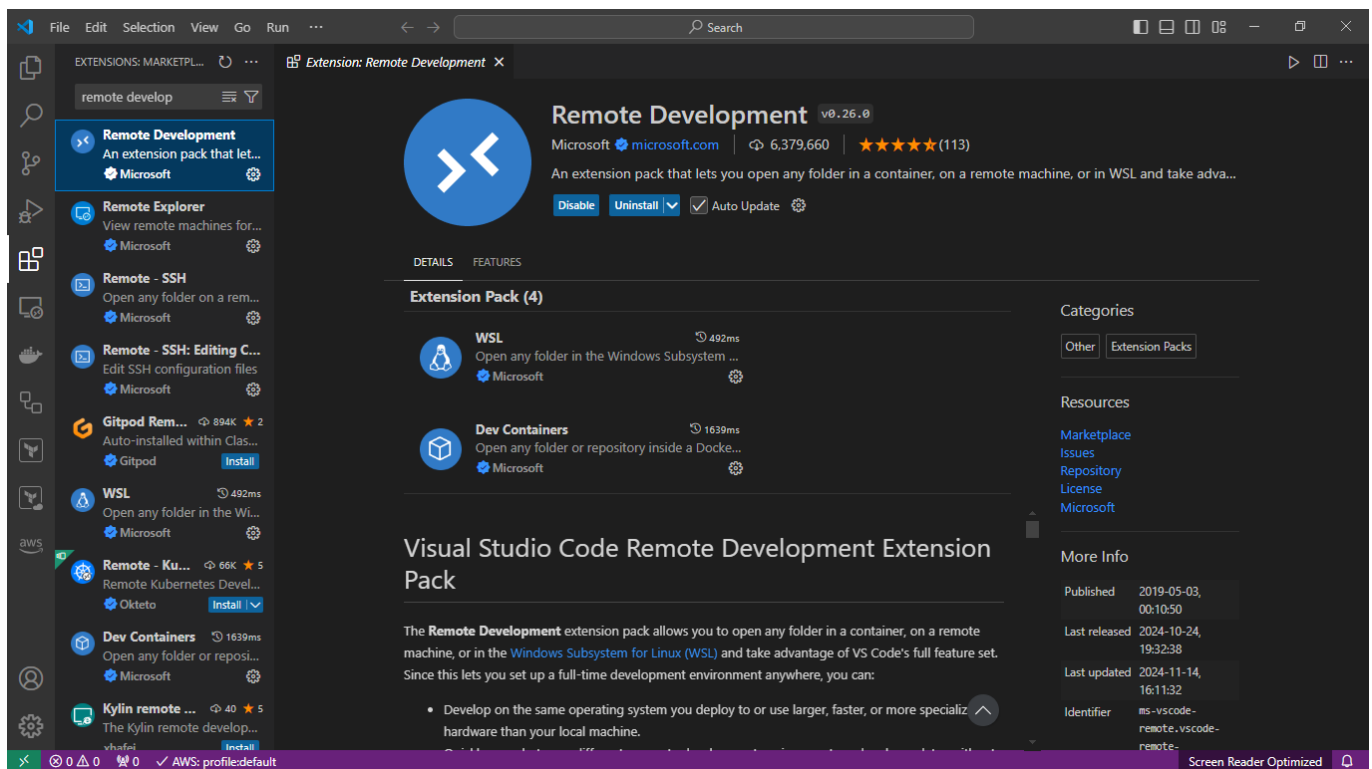 File Edit Selection View Go Run ···
Search
EXTENSIONS: MARKETPL...
remote develop
Remote Development
An extension pack that let...
Microsoft
Remote Explorer
View remote machines for...
Microsoft
Remote - SSH
Open any folder on a rem...
Microsoft
Remote - SSH: Editing C...
Edit SSH configuration files
Microsoft
Gitpod Rem... 894K ★ 2
Auto-installed within Clas...
Gitpod Install
WSL 492ms
Open any folder in the Wi...
Microsoft
Remote - Ku... 66K ★ 5
Remote Kubernetes Devel...
Okteto Install
Dev Containers 1639ms
Open any folder or reposi...
Microsoft
Kylin remote ... 40 ★ 5
The Kylin remote develop...
xhafei Install
aws
Extension: Remote Development
Remote Development v0.26.0
Microsoft microsoft.com 6,379,660 ★★★★★(113)
An extension pack that lets you open any folder in a container, on a remote machine, or in WSL and take adva...
Disable Uninstall Auto Update
DETAILS FEATURES
Extension Pack (4)
WSL 492ms
Open any folder in the Windows Subsystem ...
Microsoft
Dev Containers 1639ms
Open any folder or repository inside a Docke...
Microsoft
Visual Studio Code Remote Development Extension
Pack
The Remote Development extension pack allows you to open any folder in a container, on a remote
machine, or in the Windows Subsystem for Linux (WSL) and take advantage of VS Code's full feature set.
Since this lets you set up a full-time development environment anywhere, you can:
• Develop on the same operating system you deploy to or use larger, faster, or more specializ
hardware than your local machine.
Categories
Other Extension Packs
Resources
Marketplace
Issues
Repository
License
Microsoft
More Info
Published 2019-05-03,
00:10:50
Last released 2024-10-24,
19:32:38
Last updated 2024-11-14,
16:11:32
Identifier ms-vscode-
remote.vscode-
remote-
0 0 0 AWS: profile:default
Screen Reader Optimized